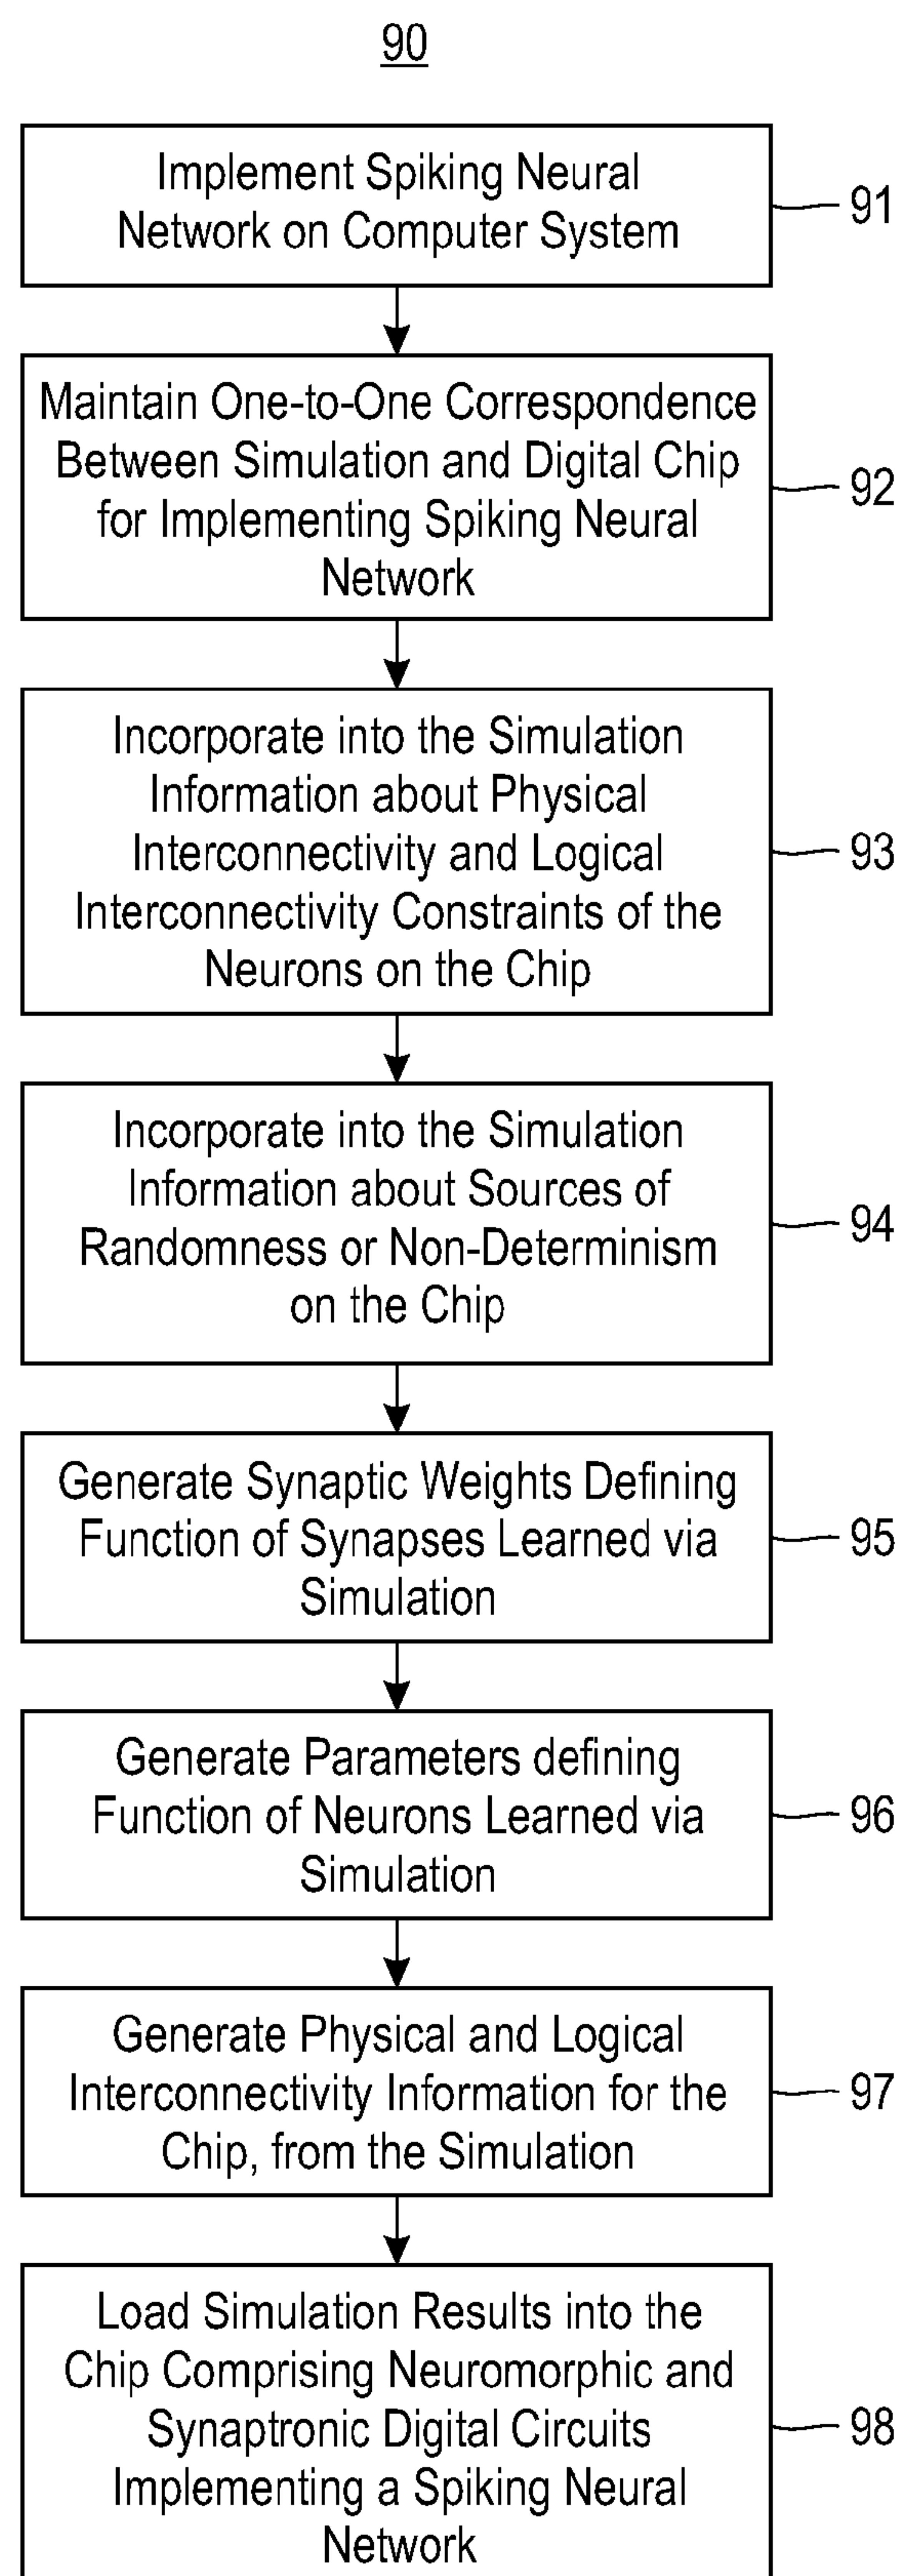 90
Implement Spiking Neural
Network on Computer System
91
Maintain One-to-One Correspondence
Between Simulation and Digital Chip
for Implementing Spiking Neural
Network
92
Incorporate into the Simulation
Information about Physical
Interconnectivity and Logical
Interconnectivity Constraints of the
Neurons on the Chip
93
Incorporate into the Simulation
Information about Sources of
Randomness or Non-Determinism
on the Chip
94
Generate Synaptic Weights Defining
Function of Synapses Learned via
Simulation
95
Generate Parameters defining
Function of Neurons Learned via
Simulation
96
Generate Physical and Logical
Interconnectivity Information for the
Chip, from the Simulation
97
Load Simulation Results into the
Chip Comprising Neuromorphic and
Synaptronic Digital Circuits
Implementing a Spiking Neural
Network
98